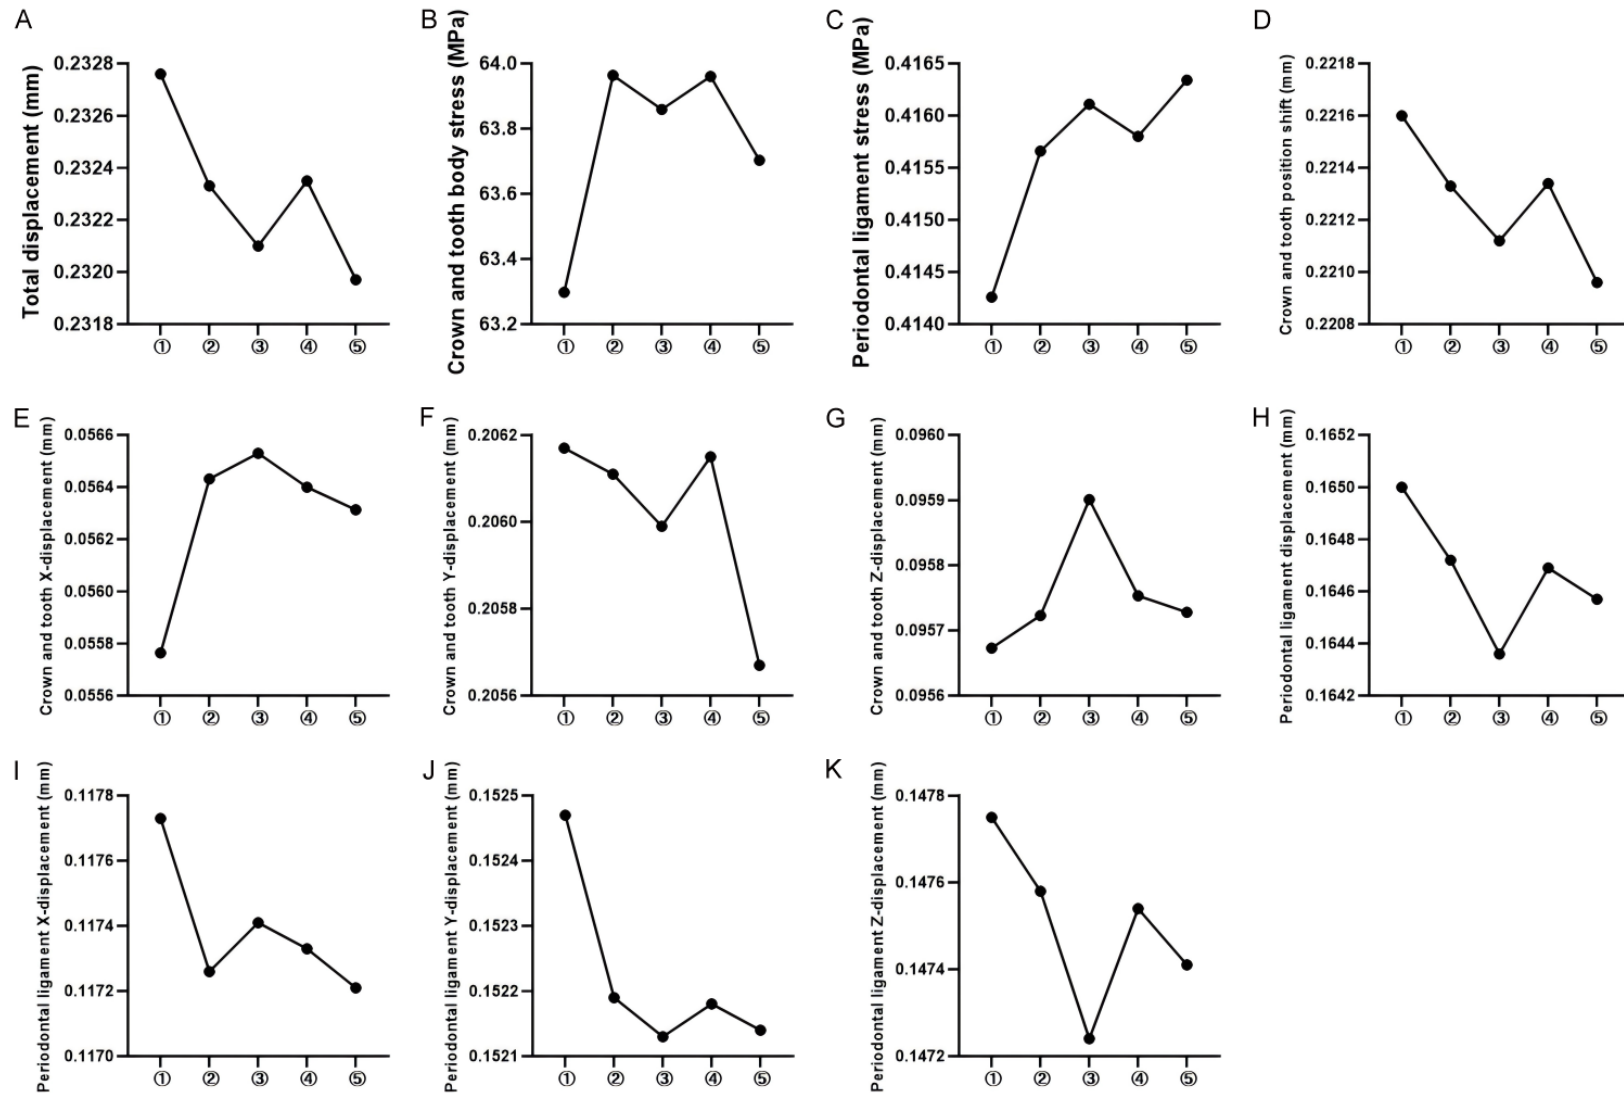 A
Total displacement (mm)
0.2328
0.2326
0.2324
0.2322
0.2320
0.2318
① ② ③ ④ ⑤
B
Crown and tooth body stress (MPa)
64.0
63.8
63.6
63.4
63.2
① ② ③ ④ ⑤
C
Periodontal ligament stress (MPa)
0.4165
0.4160
0.4155
0.4150
0.4145
0.4140
① ② ③ ④ ⑤
D
Crown and tooth position shift (mm)
0.2218
0.2216
0.2214
0.2212
0.2210
0.2208
① ② ③ ④ ⑤
E
Crown and tooth X-displacement (mm)
0.0566
0.0564
0.0562
0.0560
0.0558
0.0556
① ② ③ ④ ⑤
F
Crown and tooth Y-displacement (mm)
0.2062
0.2060
0.2058
0.2056
① ② ③ ④ ⑤
G
Crown and tooth Z-displacement (mm)
0.0960
0.0959
0.0958
0.0957
0.0956
① ② ③ ④ ⑤
H
Periodontal ligament displacement (mm)
0.1652
0.1650
0.1648
0.1646
0.1644
0.1642
① ② ③ ④ ⑤
I
Periodontal ligament X-displacement (mm)
0.1178
0.1176
0.1174
0.1172
0.1170
① ② ③ ④ ⑤
J
Periodontal ligament Y-displacement (mm)
0.1525
0.1524
0.1523
0.1522
0.1521
① ② ③ ④ ⑤
K
Periodontal ligament Z-displacement (mm)
0.1478
0.1476
0.1474
0.1472
① ② ③ ④ ⑤